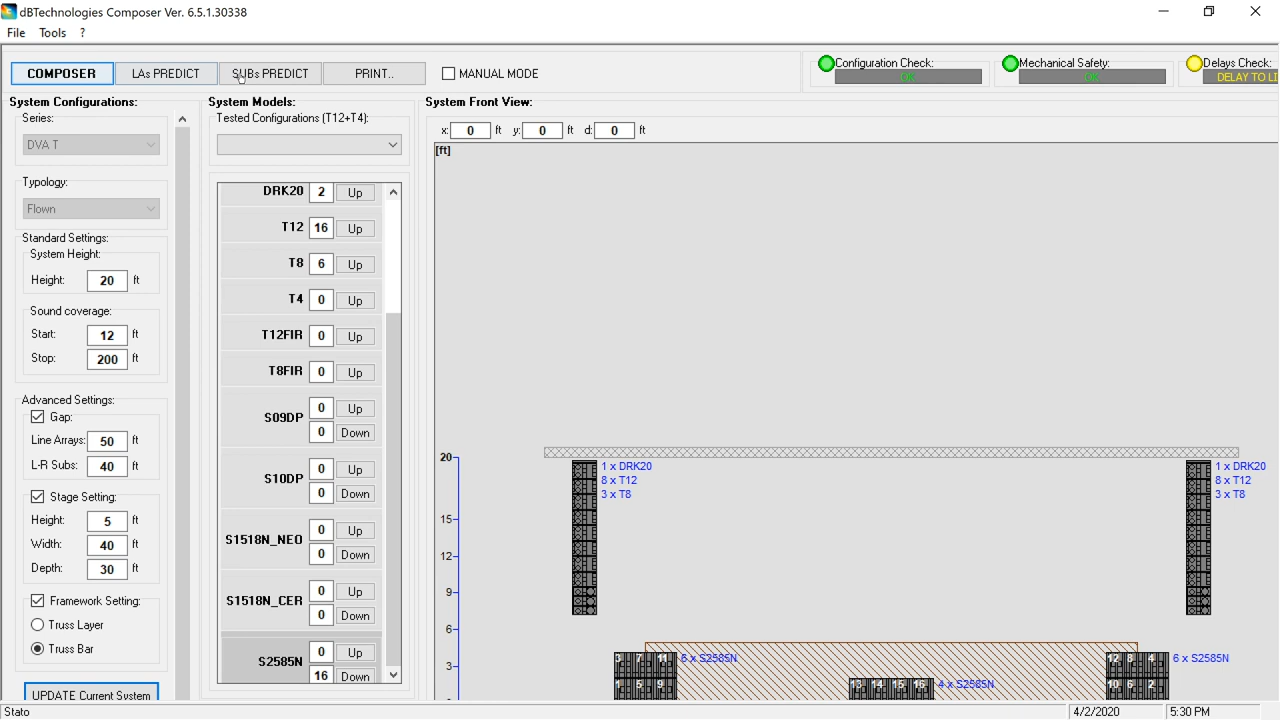 dBTechnologies Composer Ver. 6.5.1.30338
File Tools ?
COMPOSER LAs PREDICT SUBs PREDICT PRINT.. MANUAL MODE
Configuration Check: Mechanical Safety: Delays Check:
OK OK DELAY TO LI
System Configurations:
Series:
DVA T
Typology:
Flown
Standard Settings:
System Height:
Height: 20 ft
Sound coverage:
Start: 12 ft
Stop: 200 ft
Advanced Settings:
Gap:
Line Arrays: 50 ft
L-R Subs: 40 ft
Stage Setting:
Height: 5 ft
Width: 40 ft
Depth: 30 ft
Framework Setting:
Truss Layer
Truss Bar
UPDATE Current System
System Models:
Tested Configurations (T12+T4):
DRK20 2 Up
T12 16 Up
T8 6 Up
T4 0 Up
T12FIR 0 Up
T8FIR 0 Up
S09DP 0 Up
0 Down
S10DP 0 Up
0 Down
S1518N_NEO 0 Up
0 Down
S1518N_CER 0 Up
0 Down
S2585N 0 Up
16 Down
System Front View:
x: 0 ft y: 0 ft d: 0 ft
[ft]
20
15
12
9
6
3
1 x DRK20
8 x T12
3 x T8
1 x DRK20
8 x T12
3 x T8
6 x S2585N
4 x S2585N
6 x S2585N
Stato 4/2/2020 5:30 PM